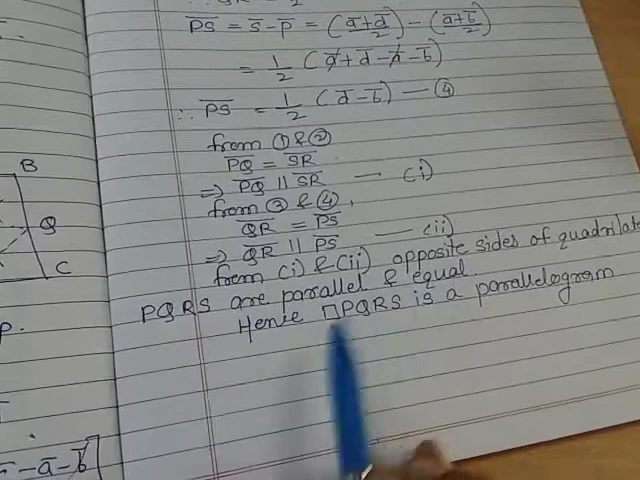 PS = s̄ - p̄ = (ā+d̄/2) - (ā+b̄/2)
= 1/2 (ā+d̄-ā-b̄)
∴ PS = 1/2 (d̄-b̄) — ④
from ① & ②
PQ = SR
⇒ PQ || SR — (i)
from ③ & ④,
QR = PS
⇒ QR || PS — (ii)
from (i) & (ii) opposite sides of quadrilate
PQRS are parallel & equal.
Hence □PQRS is a parallelogram
B
Q
C
P.
-ā-b̄